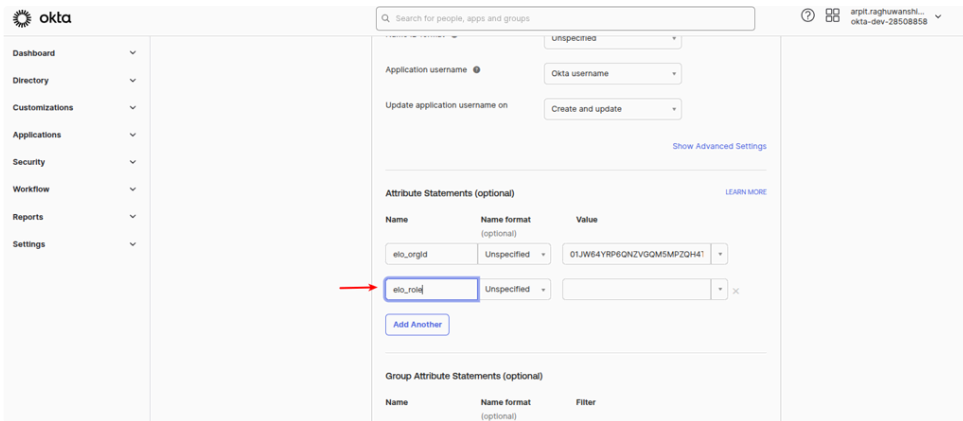 okta
Search for people, apps and groups
arpit.raghuwanshi...
okta-dev-28508858
Dashboard
Directory
Customizations
Applications
Security
Workflow
Reports
Settings
Unspecified
Application username
Okta username
Update application username on
Create and update
Show Advanced Settings
Attribute Statements (optional)
LEARN MORE
Name
Name format
(optional)
Value
elo_orgId
Unspecified
01JW64YRP6QNZVGQM5MPZQH4T
elo_role
Unspecified
Add Another
Group Attribute Statements (optional)
Name
Name format
(optional)
Filter